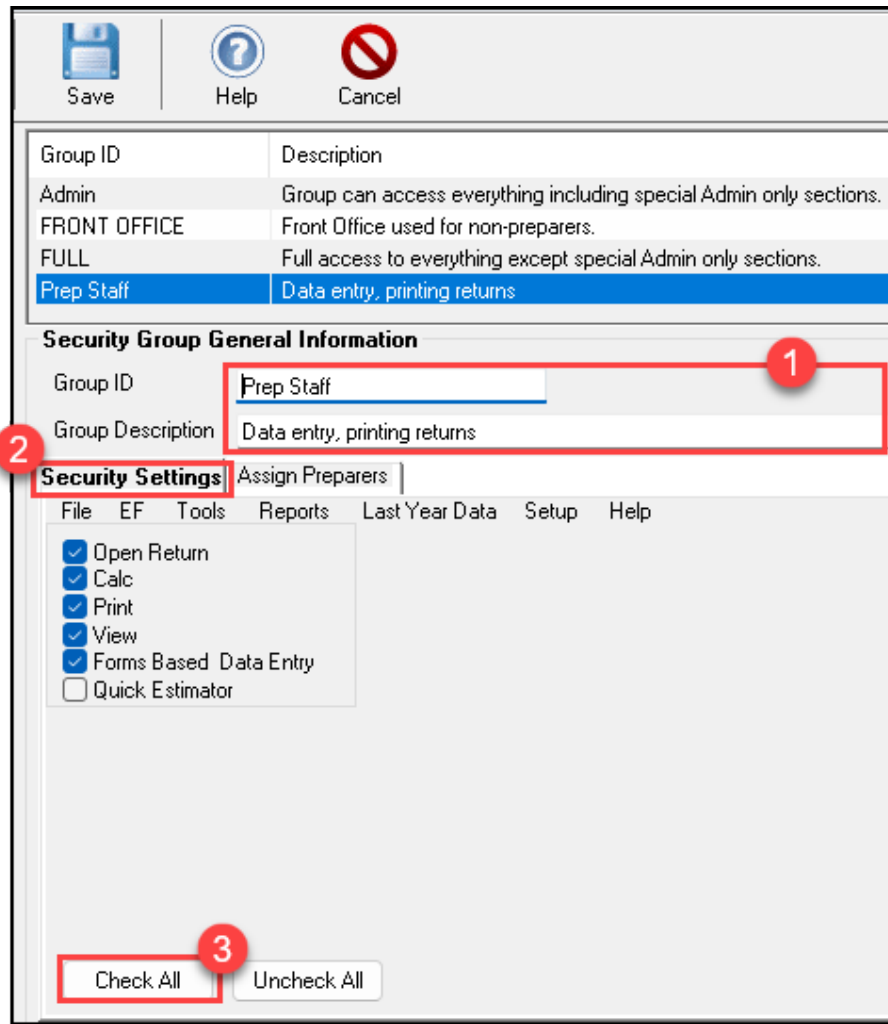 Save Help Cancel
Group ID Description
Admin Group can access everything including special Admin only sections.
FRONT OFFICE Front Office used for non-preparers.
FULL Full access to everything except special Admin only sections.
Prep Staff Data entry, printing returns
Security Group General Information
1
Group ID Prep Staff
Group Description Data entry, printing returns
2
Security Settings Assign Preparers
File EF Tools Reports Last Year Data Setup Help
Open Return
Calc
Print
View
Forms Based Data Entry
Quick Estimator
3
Check All Uncheck All